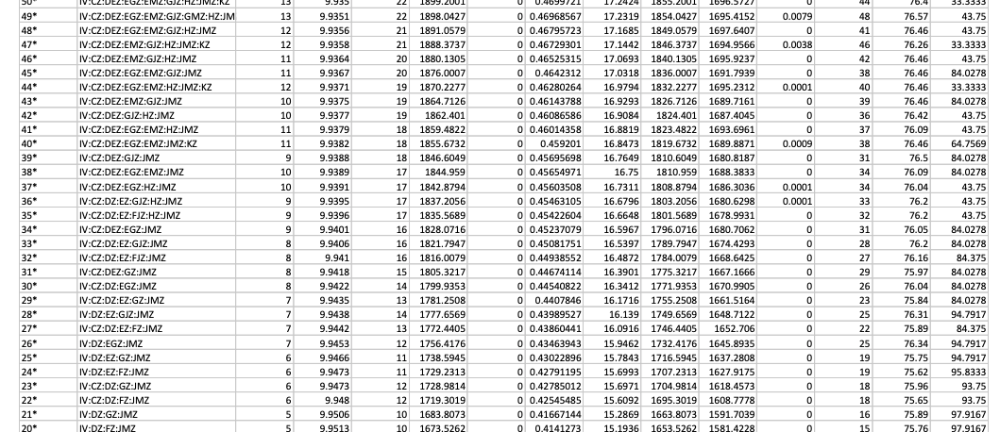 50* IV:CZ:DEZ:EGZ:EMZ:GJZ:HZ:JMZ:KZ 13 9.935 22 1899.2001 0 0.4699721 17.2424 1855.2001 1696.5727 0 44 76.4 33.3333
49* IV:CZ:DEZ:EGZ:EMZ:GJZ:GMZ:HZ:JM 13 9.9351 22 1898.0427 0 0.46968567 17.2319 1854.0427 1695.4152 0.0079 48 76.57 43.75
48* IV:CZ:DEZ:EGZ:EMZ:GJZ:HZ:JMZ 12 9.9356 21 1891.0579 0 0.46795723 17.1685 1849.0579 1697.6407 0 41 76.46 43.75
47* IV:CZ:DEZ:EMZ:GJZ:HZ:JMZ:KZ 12 9.9358 21 1888.3737 0 0.46729301 17.1442 1846.3737 1694.9566 0.0038 46 76.26 33.3333
46* IV:CZ:DEZ:EMZ:GJZ:HZ:JMZ 11 9.9364 20 1880.1305 0 0.46525315 17.0693 1840.1305 1695.9237 0 42 76.46 43.75
45* IV:CZ:DEZ:EGZ:EMZ:GJZ:JMZ 11 9.9367 20 1876.0007 0 0.4642312 17.0318 1836.0007 1691.7939 0 38 76.46 84.0278
44* IV:CZ:DEZ:EGZ:EMZ:HZ:JMZ:KZ 12 9.9371 19 1870.2277 0 0.46280264 16.9794 1832.2277 1695.2312 0.0001 40 76.46 33.3333
43* IV:CZ:DEZ:EMZ:GJZ:JMZ 10 9.9375 19 1864.7126 0 0.46143788 16.9293 1826.7126 1689.7161 0 39 76.46 84.0278
42* IV:CZ:DEZ:GJZ:HZ:JMZ 10 9.9377 19 1862.401 0 0.46086586 16.9084 1824.401 1687.4045 0 36 76.42 43.75
41* IV:CZ:DEZ:EGZ:EMZ:HZ:JMZ 11 9.9379 18 1859.4822 0 0.46014358 16.8819 1823.4822 1693.6961 0 37 76.09 43.75
40* IV:CZ:DEZ:EGZ:EMZ:JMZ:KZ 11 9.9382 18 1855.6732 0 0.459201 16.8473 1819.6732 1689.8871 0.0009 38 76.46 64.7569
39* IV:CZ:DEZ:GJZ:JMZ 9 9.9388 18 1846.6049 0 0.45695698 16.7649 1810.6049 1680.8187 0 31 76.5 84.0278
38* IV:CZ:DEZ:EGZ:EMZ:JMZ 10 9.9389 17 1844.959 0 0.45654971 16.75 1810.959 1688.3833 0 34 76.09 84.0278
37* IV:CZ:DEZ:EGZ:HZ:JMZ 10 9.9391 17 1842.8794 0 0.45603508 16.7311 1808.8794 1686.3036 0.0001 34 76.04 43.75
36* IV:CZ:DZ:EZ:GJZ:HZ:JMZ 9 9.9395 17 1837.2056 0 0.45463105 16.6796 1803.2056 1680.6298 0.0001 33 76.2 43.75
35* IV:CZ:DZ:EZ:FJZ:HZ:JMZ 9 9.9396 17 1835.5689 0 0.45422604 16.6648 1801.5689 1678.9931 0 32 76.2 43.75
34* IV:CZ:DEZ:EGZ:JMZ 9 9.9401 16 1828.0716 0 0.45237079 16.5967 1796.0716 1680.7062 0 31 76.05 84.0278
33* IV:CZ:DZ:EZ:GJZ:JMZ 8 9.9406 16 1821.7947 0 0.45081751 16.5397 1789.7947 1674.4293 0 28 76.2 84.0278
32* IV:CZ:DZ:EZ:FJZ:JMZ 8 9.941 16 1816.0079 0 0.44938552 16.4872 1784.0079 1668.6425 0 27 76.16 84.375
31* IV:CZ:DEZ:GZ:JMZ 8 9.9418 15 1805.3217 0 0.44674114 16.3901 1775.3217 1667.1666 0 29 75.97 84.0278
30* IV:CZ:DZ:EGZ:JMZ 8 9.9422 14 1799.9353 0 0.44540822 16.3412 1771.9353 1670.9905 0 26 76.04 84.0278
29* IV:CZ:DZ:EZ:GZ:JMZ 7 9.9435 13 1781.2508 0 0.4407846 16.1716 1755.2508 1661.5164 0 23 75.84 84.0278
28* IV:DZ:EZ:GJZ:JMZ 7 9.9438 14 1777.6569 0 0.43989527 16.139 1749.6569 1648.7122 0 25 76.31 94.7917
27* IV:CZ:DZ:EZ:FZ:JMZ 7 9.9442 13 1772.4405 0 0.43860441 16.0916 1746.4405 1652.706 0 22 75.89 84.375
26* IV:DZ:EGZ:JMZ 7 9.9453 12 1756.4176 0 0.43463969 15.9462 1732.4176 1645.8935 0 25 76.34 94.7917
25* IV:DZ:EZ:GZ:JMZ 6 9.9466 11 1738.5945 0 0.43022896 15.7843 1716.5945 1637.2808 0 19 75.75 94.7917
24* IV:DZ:EZ:FZ:JMZ 6 9.9473 11 1729.2313 0 0.42791195 15.6993 1707.2313 1627.9175 0 19 75.62 95.8333
23* IV:CZ:DZ:GZ:JMZ 6 9.9473 12 1728.9814 0 0.42785012 15.6971 1704.9814 1618.4573 0 18 75.96 93.75
22* IV:CZ:DZ:FZ:JMZ 6 9.948 12 1719.3019 0 0.42545485 15.6092 1695.3019 1608.7778 0 18 75.65 93.75
21* IV:DZ:GZ:JMZ 5 9.9506 10 1683.8073 0 0.41667144 15.2869 1663.8073 1591.7039 0 16 75.89 97.9167
20* IV:DZ:FZ:JMZ 5 9.9513 10 1673.5262 0 0.4141273 15.1936 1653.5262 1581.4228 0 15 75.76 97.9167